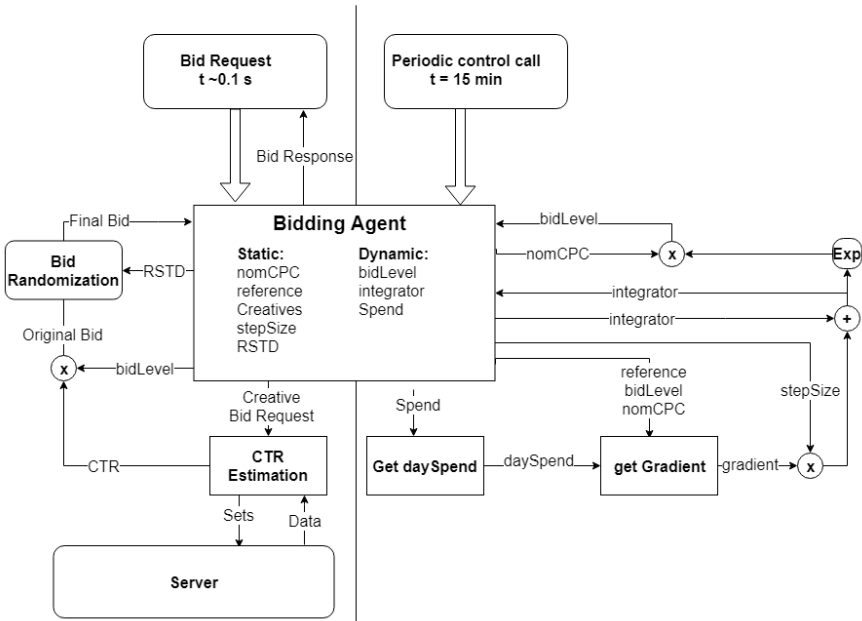 Bid Request
t ~0.1 s
Periodic control call
t = 15 min
Bid Response
Final Bid
Bid
Randomization
RSTD
Original Bid
x
bidLevel
CTR
Bidding Agent
Static:
nomCPC
reference
Creatives
stepSize
RSTD
Dynamic:
bidLevel
integrator
Spend
bidLevel
nomCPC
x
Exp
integrator
integrator
+
reference
bidLevel
nomCPC
stepSize
Creative
Bid Request
Spend
CTR
Estimation
Get daySpend
daySpend
get Gradient
gradient
x
Sets
Data
Server